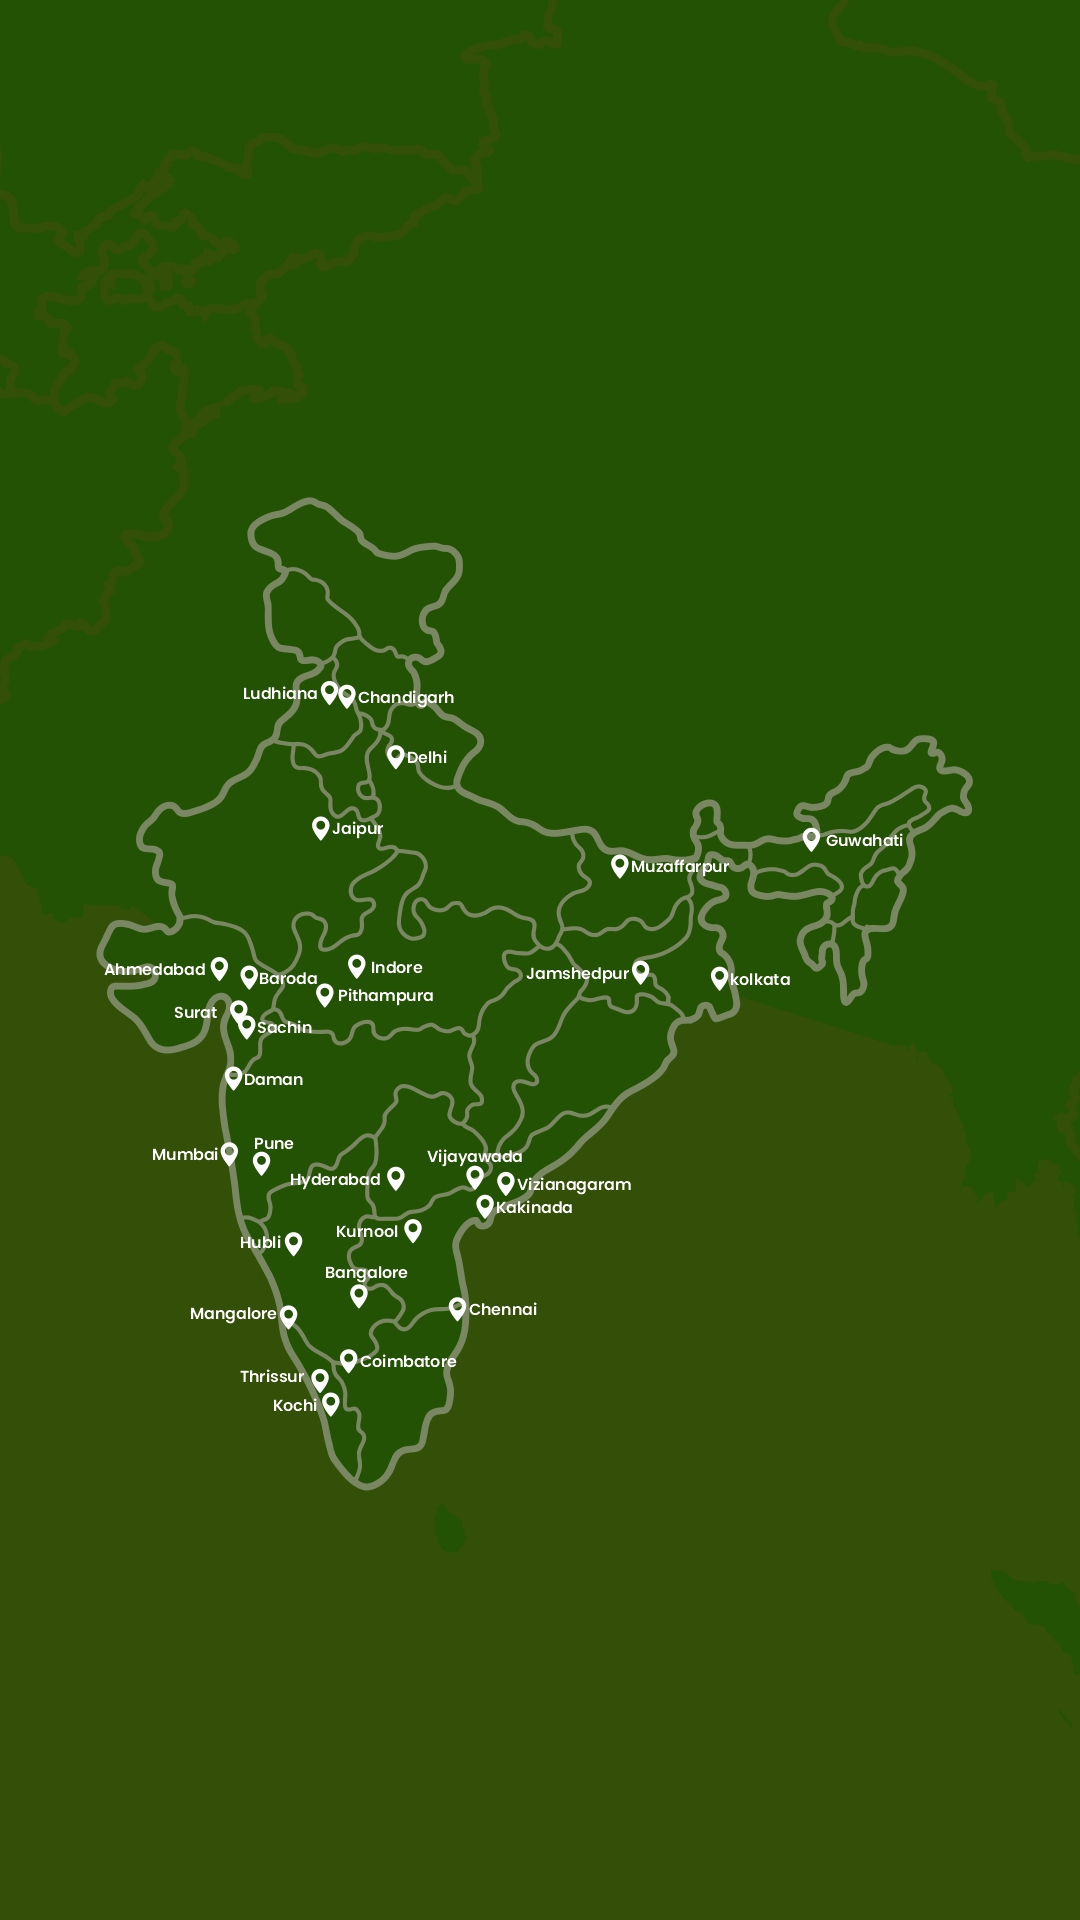 Ludhiana
Chandigarh
Delhi
Jaipur
Guwahati
Muzaffarpur
Ahmedabad
Baroda
Indore
Jamshedpur
kolkata
Pithampura
Surat
Sachin
Daman
Mumbai
Pune
Vijayawada
Hyderabad
Vizianagaram
Kakinada
Kurnool
Hubli
Bangalore
Mangalore
Chennai
Coimbatore
Thrissur
Kochi